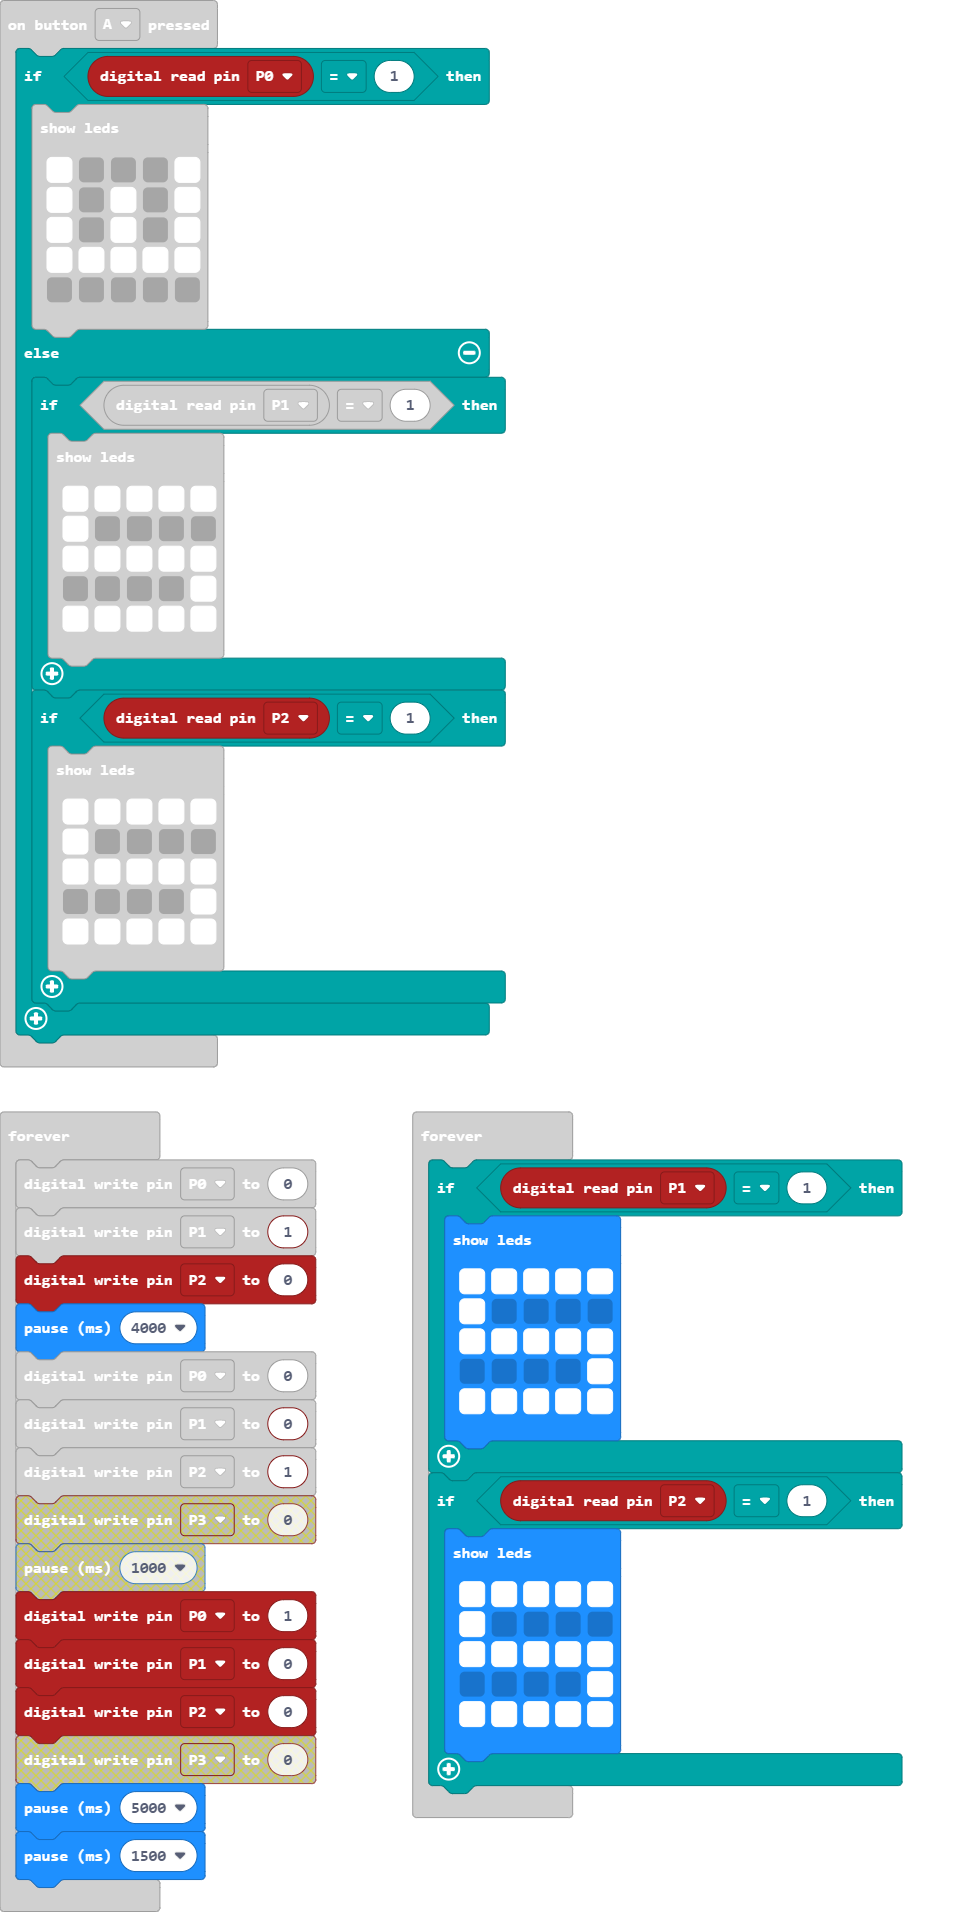 on button A pressed
if digital read pin P0 = 1 then
show leds
else
if digital read pin P1 = 1 then
show leds
if digital read pin P2 = 1 then
show leds
forever
digital write pin P0 to 0
digital write pin P1 to 1
digital write pin P2 to 0
pause (ms) 4000
digital write pin P0 to 0
digital write pin P1 to 0
digital write pin P2 to 1
digital write pin P3 to 0
pause (ms) 1000
digital write pin P0 to 1
digital write pin P1 to 0
digital write pin P2 to 0
digital write pin P3 to 0
pause (ms) 5000
pause (ms) 1500
forever
if digital read pin P1 = 1 then
show leds
if digital read pin P2 = 1 then
show leds